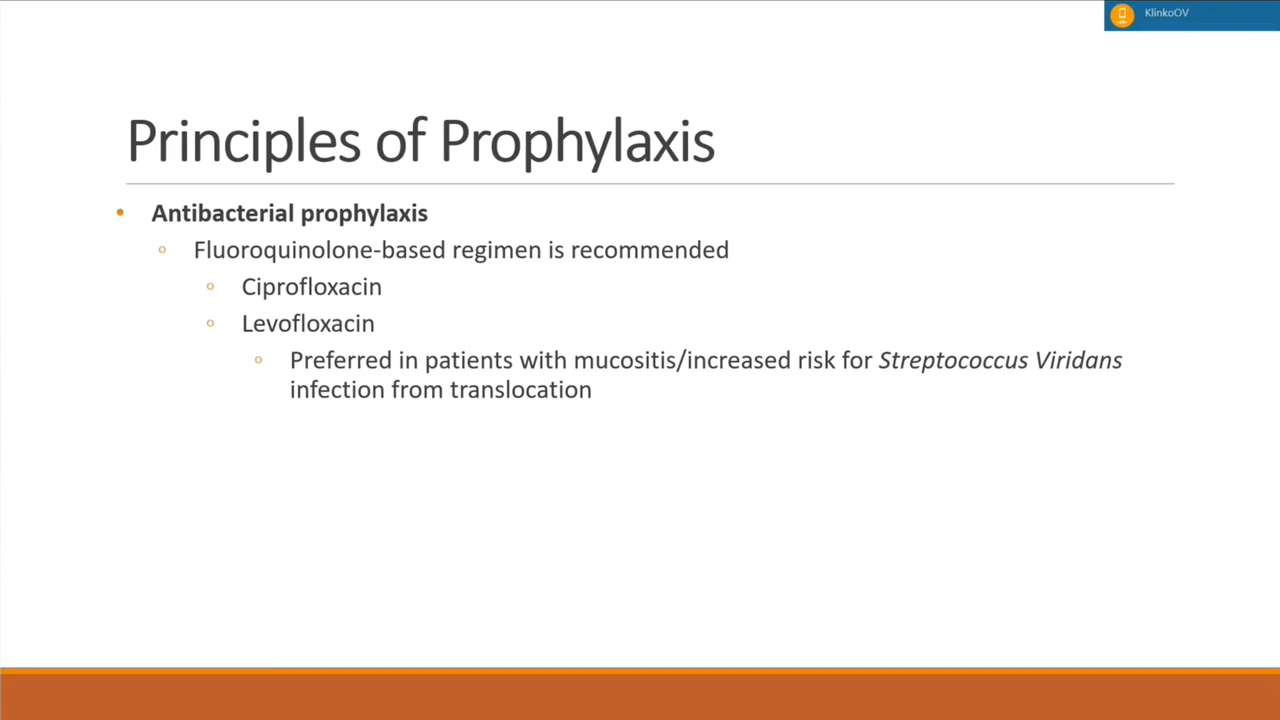 KlinkoOV
Principles of Prophylaxis
• Antibacterial prophylaxis
◦ Fluoroquinolone-based regimen is recommended
◦ Ciprofloxacin
◦ Levofloxacin
◦ Preferred in patients with mucositis/increased risk for Streptococcus Viridans
infection from translocation